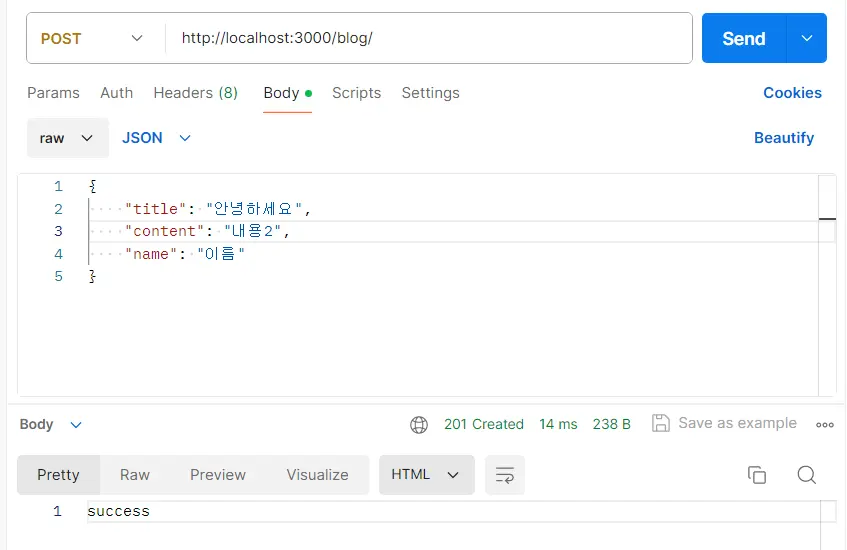 POST http://localhost:3000/blog/ Send
Params Auth Headers (8) Body Scripts Settings Cookies
raw JSON Beautify
1 {
2 "title": "안녕하세요",
3 "content": "내용2",
4 "name": "이름"
5 }
Body 201 Created 14 ms 238 B Save as example
Pretty Raw Preview Visualize HTML
1 success